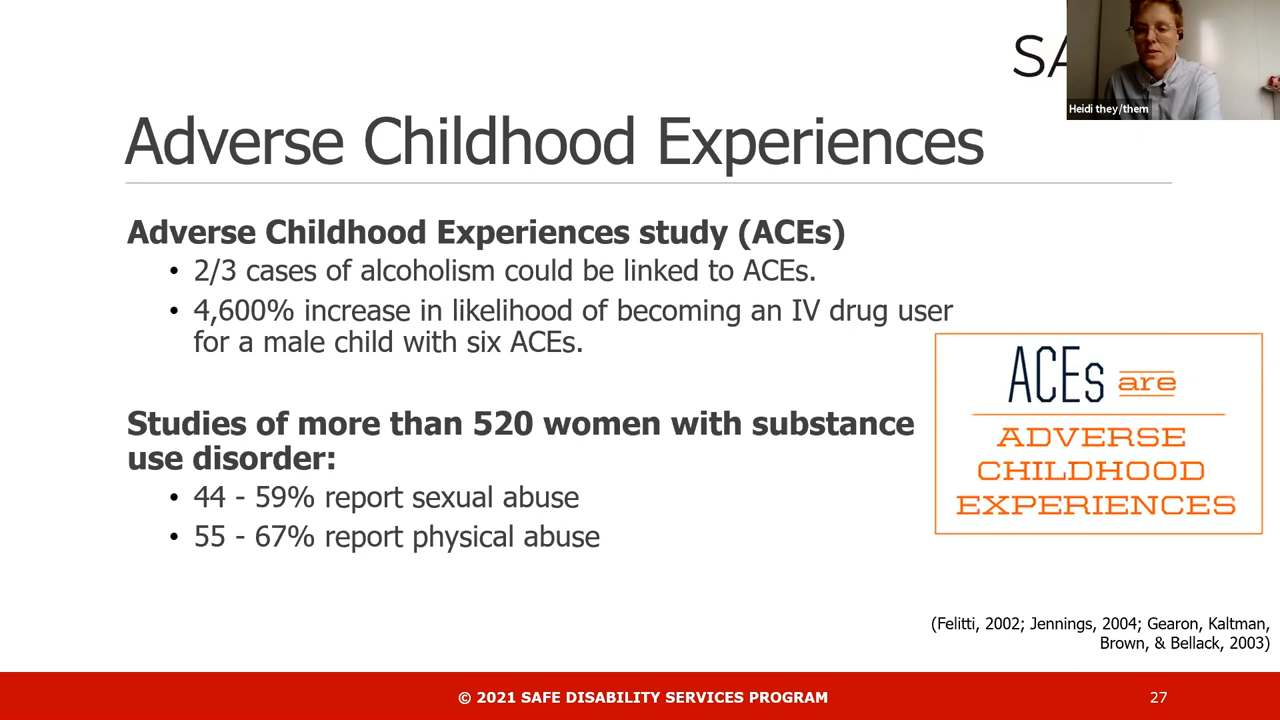 SA
Heidi they/them
Adverse Childhood Experiences
Adverse Childhood Experiences study (ACEs)
• 2/3 cases of alcoholism could be linked to ACEs.
• 4,600% increase in likelihood of becoming an IV drug user
for a male child with six ACEs.
ACEs are
ADVERSE
CHILDHOOD
EXPERIENCES
Studies of more than 520 women with substance
use disorder:
• 44 - 59% report sexual abuse
• 55 - 67% report physical abuse
(Felitti, 2002; Jennings, 2004; Gearon, Kaltman,
Brown, & Bellack, 2003)
© 2021 SAFE DISABILITY SERVICES PROGRAM
27